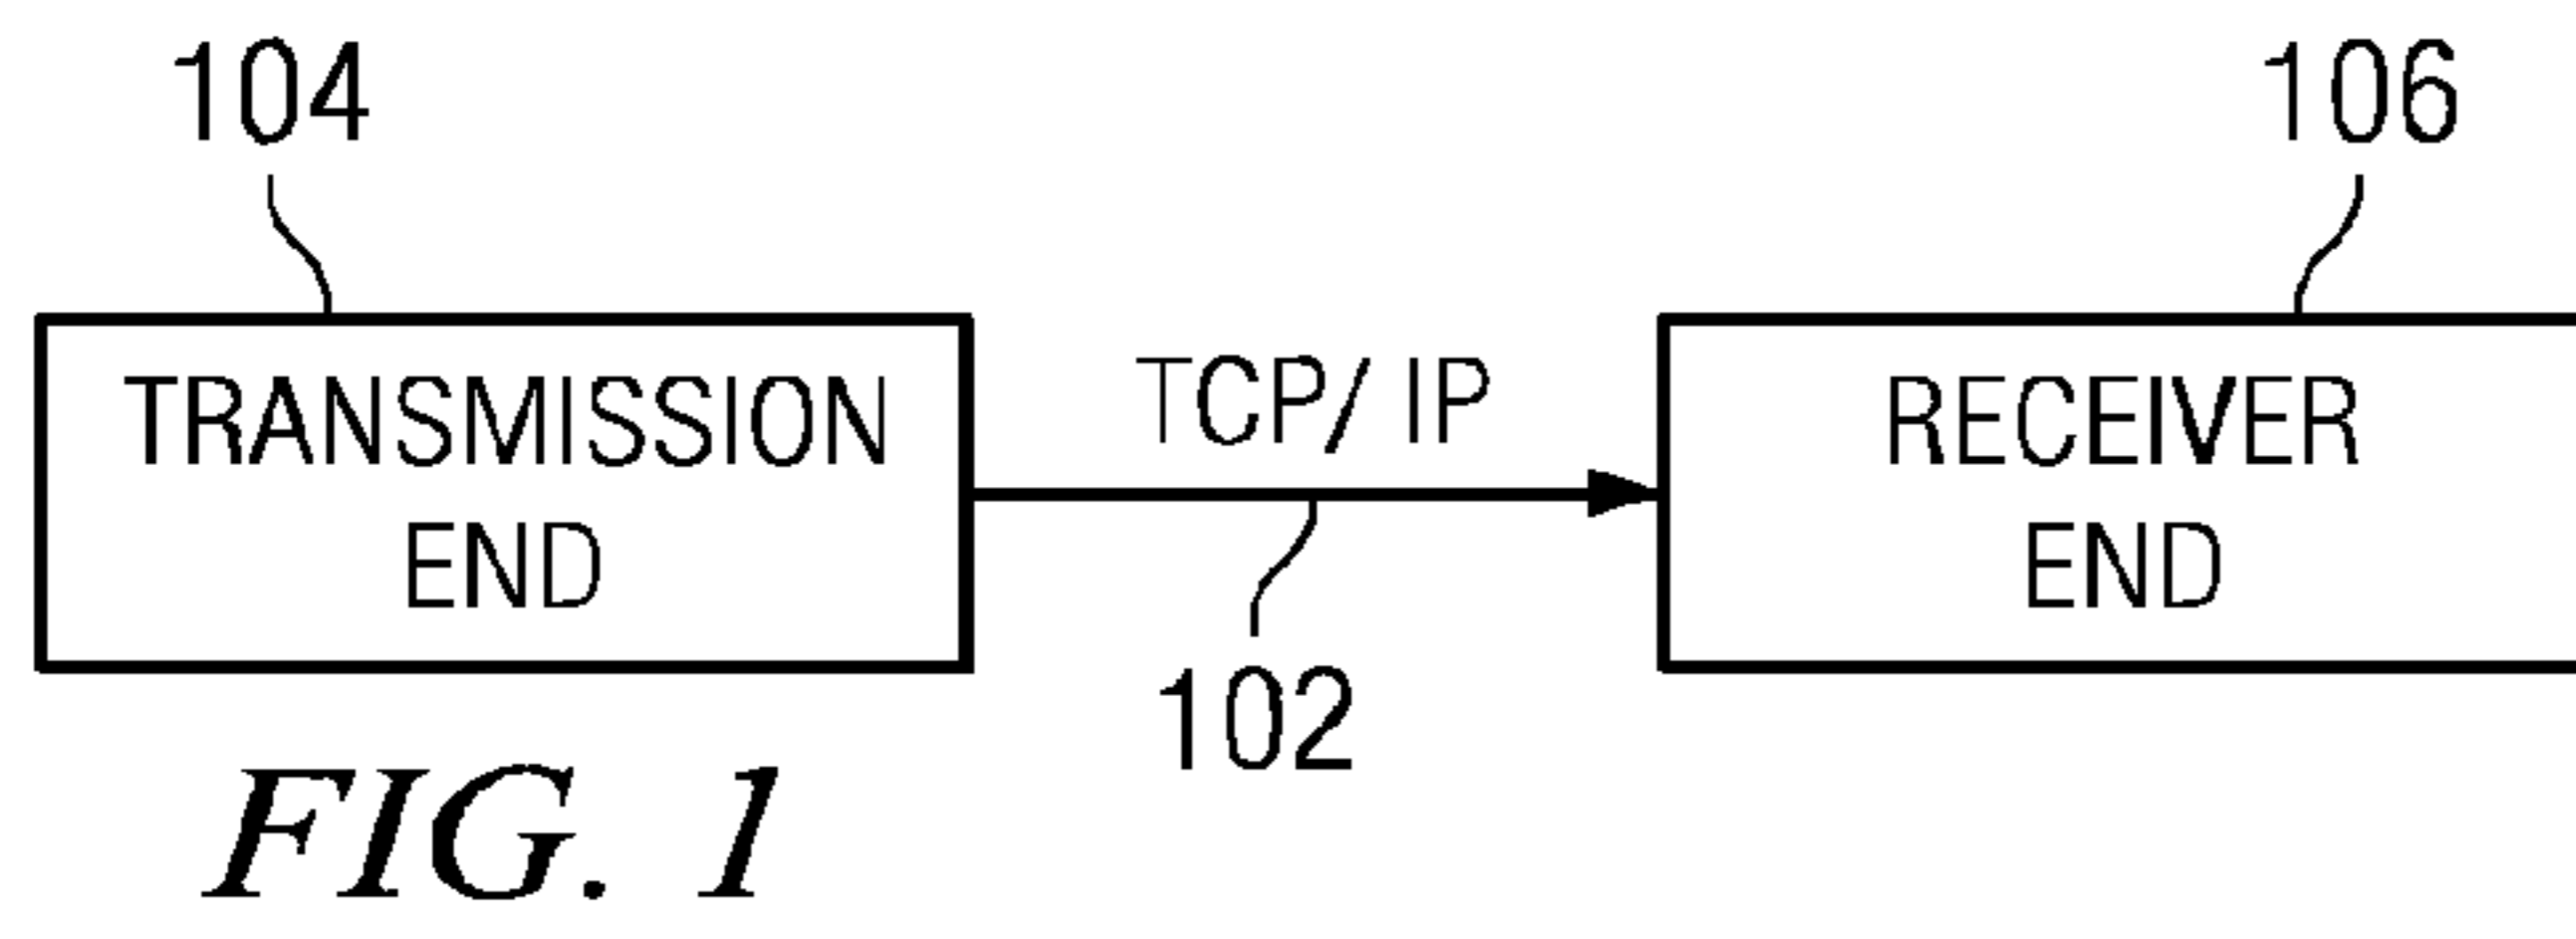 104
106
TRANSMISSION
END
TCP/ IP
RECEIVER
END
102
FIG. 1